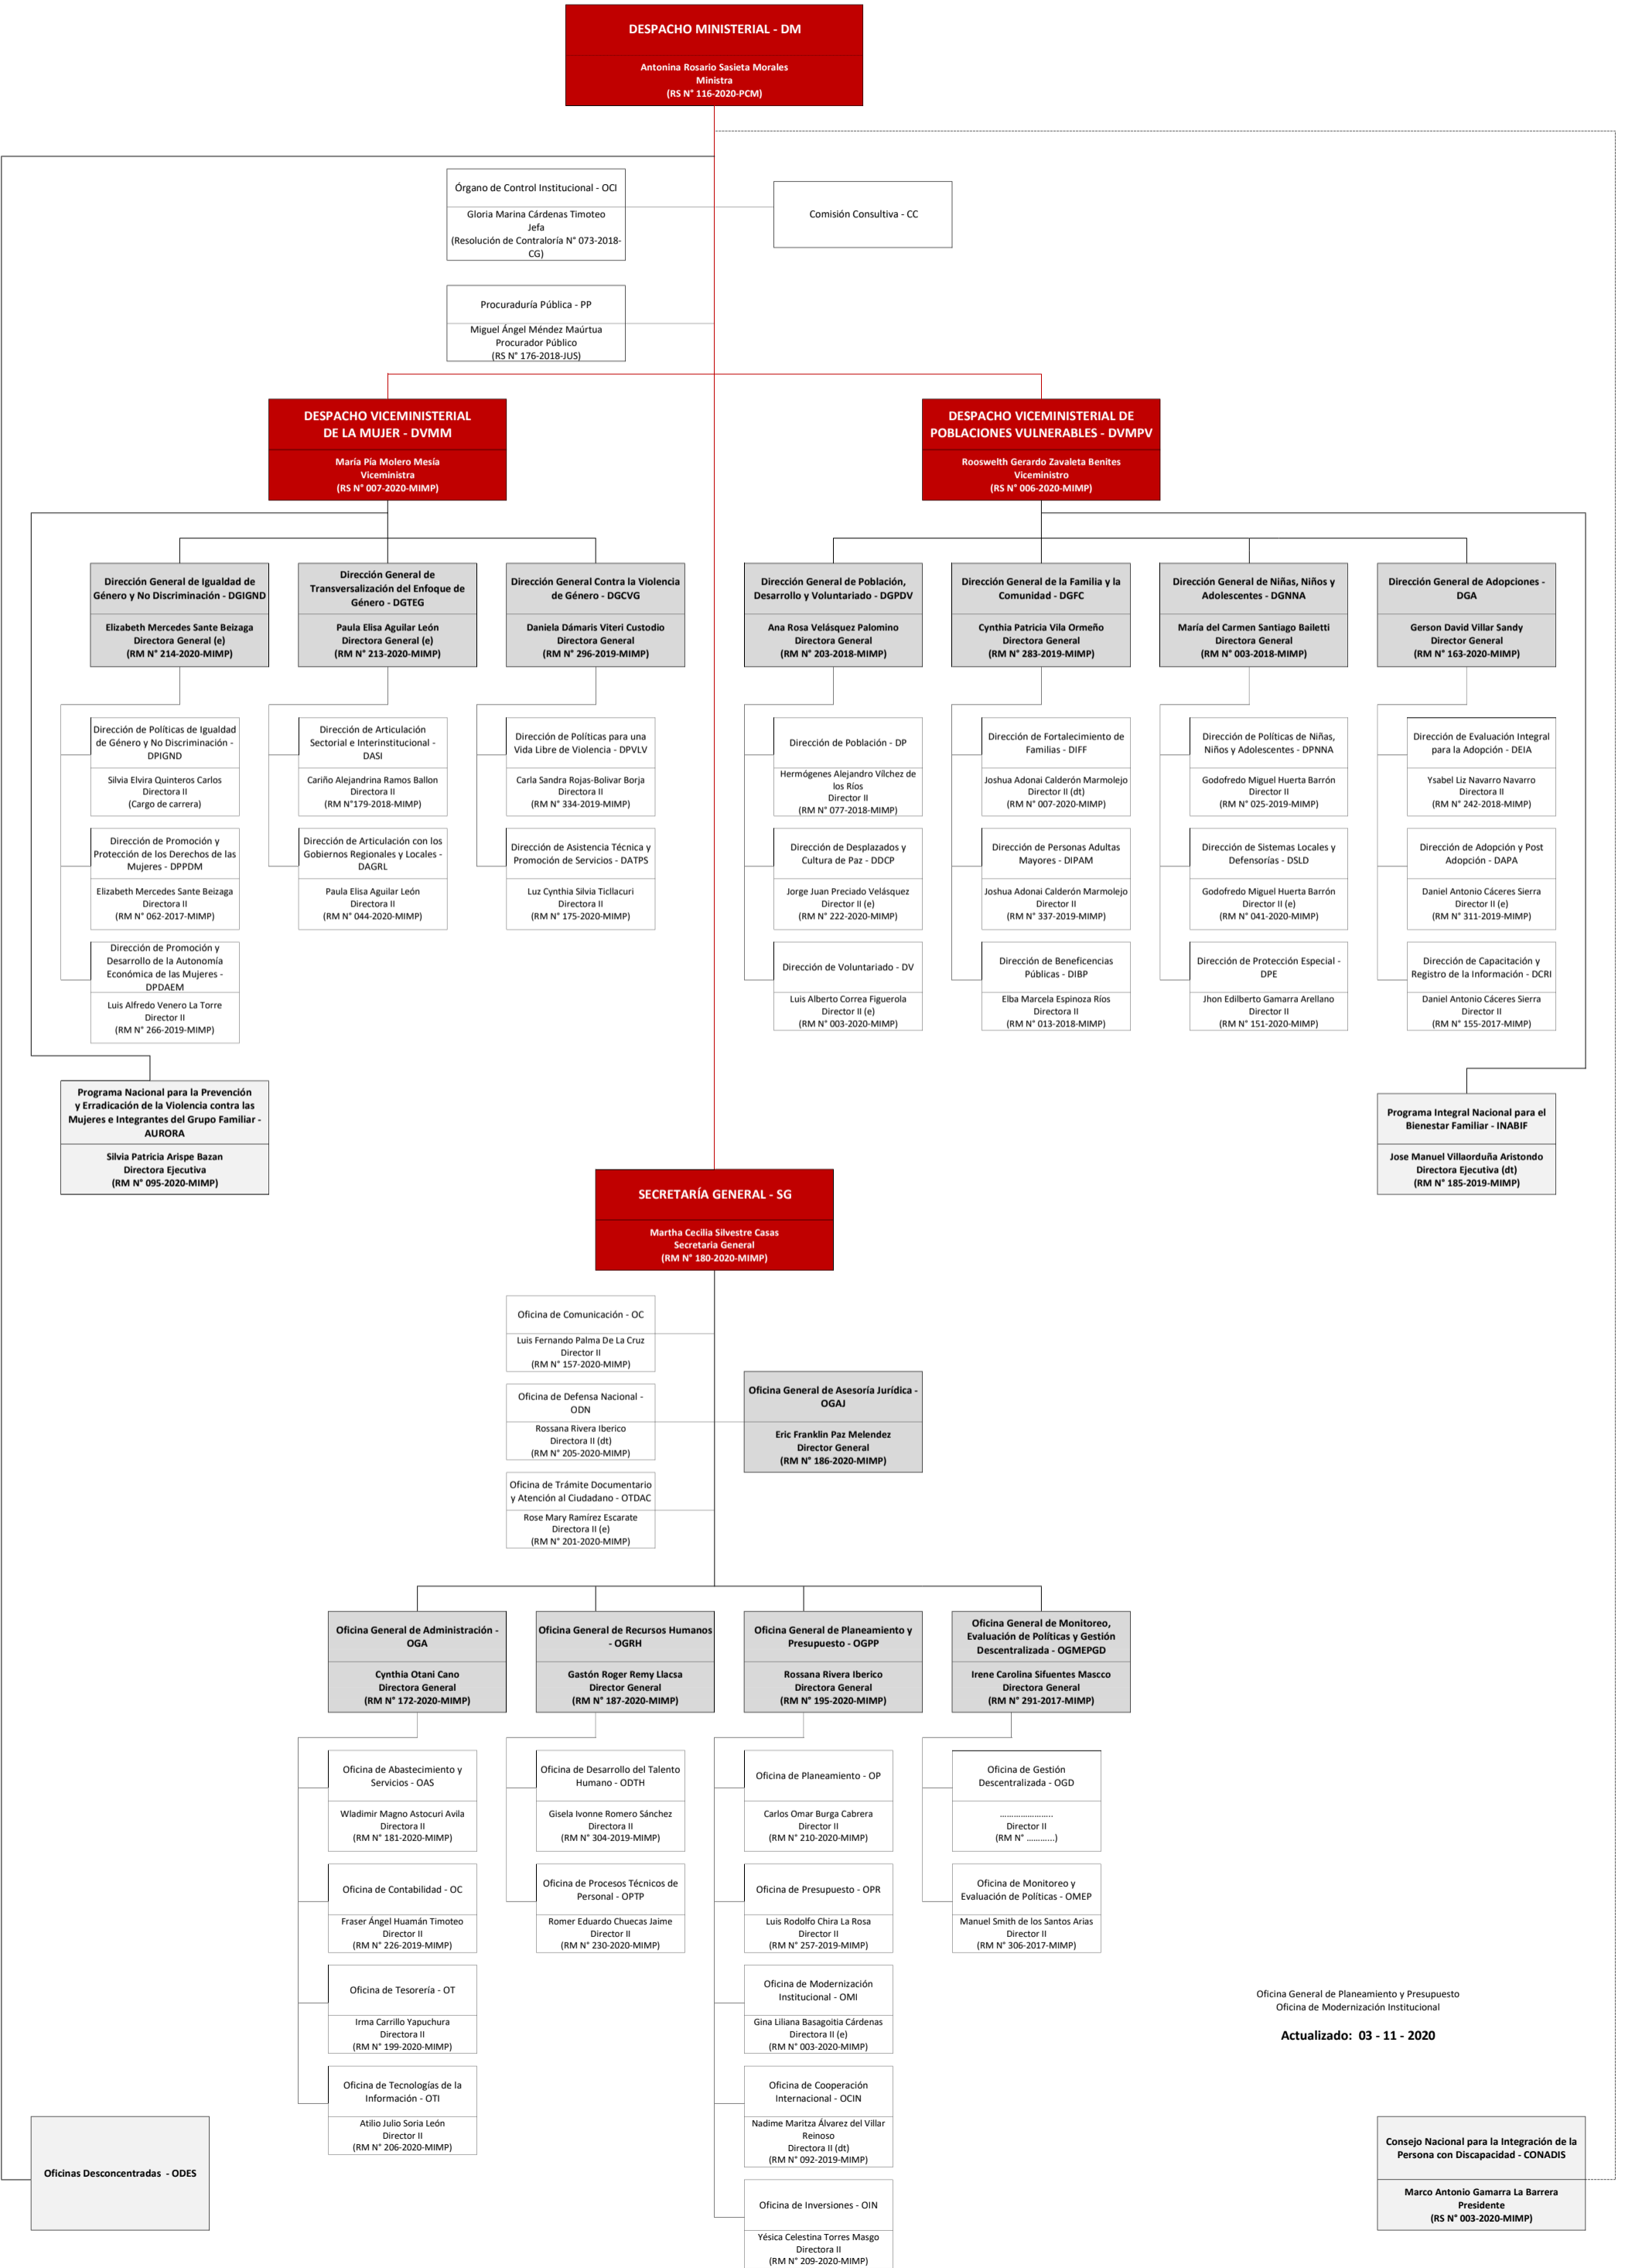 DESPACHO MINISTERIAL - DM
Antonina Rosario Sasieta Morales
Ministra
(RS N° 116-2020-PCM)
Órgano de Control Institucional - OCI
Gloria Marina Cárdenas Timoteo
Jefa
(Resolución de Contraloría N° 073-2018-
CG)
Comisión Consultiva - CC
Procuraduría Pública - PP
Miguel Ángel Méndez Maúrtua
Procurador Público
(RS N° 176-2018-JUS)
DESPACHO VICEMINISTERIAL
DE LA MUJER - DVMM
María Pía Molero Mesía
Viceministra
(RS N° 007-2020-MIMP)
DESPACHO VICEMINISTERIAL DE
POBLACIONES VULNERABLES - DVMPV
Rooswelth Gerardo Zavaleta Benites
Viceministro
(RS N° 006-2020-MIMP)
Dirección General de Igualdad de
Género y No Discriminación - DGIGND
Elizabeth Mercedes Sante Beizaga
Directora General (e)
(RM N° 214-2020-MIMP)
Dirección General de
Transversalización del Enfoque de
Género - DGTEG
Paula Elisa Aguilar León
Directora General (e)
(RM N° 213-2020-MIMP)
Dirección General Contra la Violencia
de Género - DGCVG
Daniela Dámaris Viteri Custodio
Directora General
(RM N° 296-2019-MIMP)
Dirección General de Población,
Desarrollo y Voluntariado - DGPDV
Ana Rosa Velásquez Palomino
Directora General
(RM N° 203-2018-MIMP)
Dirección General de la Familia y la
Comunidad - DGFC
Cynthia Patricia Vila Ormeño
Directora General
(RM N° 283-2019-MIMP)
Dirección General de Niñas, Niños y
Adolescentes - DGNNA
María del Carmen Santiago Bailetti
Directora General
(RM N° 003-2018-MIMP)
Dirección General de Adopciones -
DGA
Gerson David Villar Sandy
Director General
(RM N° 163-2020-MIMP)
Dirección de Políticas de Igualdad
de Género y No Discriminación -
DPIGND
Silvia Elvira Quinteros Carlos
Directora II
(Cargo de carrera)
Dirección de Articulación
Sectorial e Interinstitucional -
DASI
Cariño Alejandrina Ramos Ballon
Directora II
(RM N°179-2018-MIMP)
Dirección de Políticas para una
Vida Libre de Violencia - DPVLV
Carla Sandra Rojas-Bolivar Borja
Directora II
(RM N° 334-2019-MIMP)
Dirección de Población - DP
Hermógenes Alejandro Vílchez de
los Ríos
Director II
(RM N° 077-2018-MIMP)
Dirección de Fortalecimiento de
Familias - DIFF
Joshua Adonai Calderón Marmolejo
Director II (dt)
(RM N° 007-2020-MIMP)
Dirección de Políticas de Niñas,
Niños y Adolescentes - DPNNA
Godofredo Miguel Huerta Barrón
Director II
(RM N° 025-2019-MIMP)
Dirección de Evaluación Integral
para la Adopción - DEIA
Ysabel Liz Navarro Navarro
Directora II
(RM N° 242-2018-MIMP)
Dirección de Promoción y
Protección de los Derechos de las
Mujeres - DPPDM
Elizabeth Mercedes Sante Beizaga
Directora II
(RM N° 062-2017-MIMP)
Dirección de Articulación con los
Gobiernos Regionales y Locales -
DAGRL
Paula Elisa Aguilar León
Directora II
(RM N° 044-2020-MIMP)
Dirección de Asistencia Técnica y
Promoción de Servicios - DATPS
Luz Cynthia Silvia Ticllacuri
Directora II
(RM N° 175-2020-MIMP)
Dirección de Desplazados y
Cultura de Paz - DDCP
Jorge Juan Preciado Velásquez
Director II (e)
(RM N° 222-2020-MIMP)
Dirección de Personas Adultas
Mayores - DIPAM
Joshua Adonai Calderón Marmolejo
Director II
(RM N° 337-2019-MIMP)
Dirección de Sistemas Locales y
Defensorías - DSLD
Godofredo Miguel Huerta Barrón
Director II (e)
(RM N° 041-2020-MIMP)
Dirección de Adopción y Post
Adopción - DAPA
Daniel Antonio Cáceres Sierra
Director II (e)
(RM N° 311-2019-MIMP)
Dirección de Promoción y
Desarrollo de la Autonomía
Económica de las Mujeres -
DPDAEM
Luis Alfredo Venero La Torre
Director II
(RM N° 266-2019-MIMP)
Dirección de Voluntariado - DV
Luis Alberto Correa Figuerola
Director II (e)
(RM N° 003-2020-MIMP)
Dirección de Beneficencias
Públicas - DIBP
Elba Marcela Espinoza Ríos
Directora II
(RM N° 013-2018-MIMP)
Dirección de Protección Especial -
DPE
Jhon Edilberto Gamarra Arellano
Director II
(RM N° 151-2020-MIMP)
Dirección de Capacitación y
Registro de la Información - DCRI
Daniel Antonio Cáceres Sierra
Director II
(RM N° 155-2017-MIMP)
Programa Nacional para la Prevención
y Erradicación de la Violencia contra las
Mujeres e Integrantes del Grupo Familiar -
AURORA
Silvia Patricia Arispe Bazan
Directora Ejecutiva
(RM N° 095-2020-MIMP)
Programa Integral Nacional para el
Bienestar Familiar - INABIF
Jose Manuel Villaorduña Aristondo
Directora Ejecutiva (dt)
(RM N° 185-2019-MIMP)
SECRETARÍA GENERAL - SG
Martha Cecilia Silvestre Casas
Secretaria General
(RM N° 180-2020-MIMP)
Oficina de Comunicación - OC
Luis Fernando Palma De La Cruz
Director II
(RM N° 157-2020-MIMP)
Oficina de Defensa Nacional -
ODN
Rossana Rivera Iberico
Directora II (dt)
(RM N° 205-2020-MIMP)
Oficina General de Asesoría Jurídica -
OGAJ
Eric Franklin Paz Melendez
Director General
(RM N° 186-2020-MIMP)
Oficina de Trámite Documentario
y Atención al Ciudadano - OTDAC
Rose Mary Ramírez Escarate
Directora II (e)
(RM N° 201-2020-MIMP)
Oficina General de Administración -
OGA
Cynthia Otani Cano
Directora General
(RM N° 172-2020-MIMP)
Oficina General de Recursos Humanos
- OGRH
Gastón Roger Remy Llacsa
Director General
(RM N° 187-2020-MIMP)
Oficina General de Planeamiento y
Presupuesto - OGPP
Rossana Rivera Iberico
Directora General
(RM N° 195-2020-MIMP)
Oficina General de Monitoreo,
Evaluación de Políticas y Gestión
Descentralizada - OGMEPGD
Irene Carolina Sifuentes Mascco
Directora General
(RM N° 291-2017-MIMP)
Oficina de Abastecimiento y
Servicios - OAS
Wladimir Magno Astocuri Avila
Directora II
(RM N° 181-2020-MIMP)
Oficina de Desarrollo del Talento
Humano - ODTH
Gisela Ivonne Romero Sánchez
Directora II
(RM N° 304-2019-MIMP)
Oficina de Planeamiento - OP
Carlos Omar Burga Cabrera
Director II
(RM N° 210-2020-MIMP)
Oficina de Gestión
Descentralizada - OGD
.....................
Director II
(RM N° ............)
Oficina de Contabilidad - OC
Fraser Ángel Huamán Timoteo
Director II
(RM N° 226-2019-MIMP)
Oficina de Procesos Técnicos de
Personal - OPTP
Romer Eduardo Chuecas Jaime
Director II
(RM N° 230-2020-MIMP)
Oficina de Presupuesto - OPR
Luis Rodolfo Chira La Rosa
Director II
(RM N° 257-2019-MIMP)
Oficina de Monitoreo y
Evaluación de Políticas - OMEP
Manuel Smith de los Santos Arias
Director II
(RM N° 306-2017-MIMP)
Oficina de Tesorería - OT
Irma Carrillo Yapuchura
Directora II
(RM N° 199-2020-MIMP)
Oficina de Modernización
Institucional - OMI
Gina Liliana Basagoitia Cárdenas
Directora II (e)
(RM N° 003-2020-MIMP)
Oficina General de Planeamiento y Presupuesto
Oficina de Modernización Institucional
Actualizado: 03 - 11 - 2020
Oficina de Tecnologías de la
Información - OTI
Atilio Julio Soria León
Director II
(RM N° 206-2020-MIMP)
Oficina de Cooperación
Internacional - OCIN
Nadime Maritza Álvarez del Villar
Reinoso
Directora II (dt)
(RM N° 092-2019-MIMP)
Oficinas Desconcentradas - ODES
Consejo Nacional para la Integración de la
Persona con Discapacidad - CONADIS
Marco Antonio Gamarra La Barrera
Presidente
(RS N° 003-2020-MIMP)
Oficina de Inversiones - OIN
Yésica Celestina Torres Masgo
Directora II
(RM N° 209-2020-MIMP)